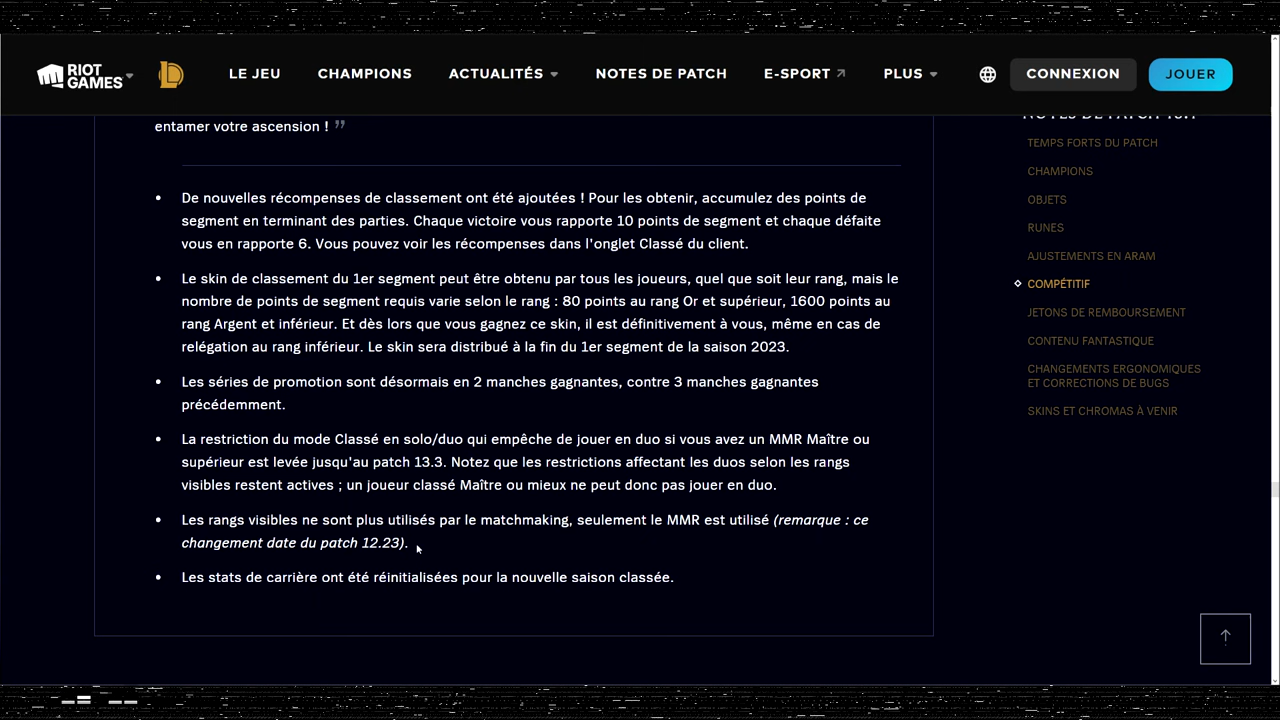 RIOT GAMES LE JEU CHAMPIONS ACTUALITÉS NOTES DE PATCH E-SPORT PLUS CONNEXION JOUER
entamer votre ascension ! ”
• De nouvelles récompenses de classement ont été ajoutées ! Pour les obtenir, accumulez des points de
segment en terminant des parties. Chaque victoire vous rapporte 10 points de segment et chaque défaite
vous en rapporte 6. Vous pouvez voir les récompenses dans l'onglet Classé du client.
• Le skin de classement du 1er segment peut être obtenu par tous les joueurs, quel que soit leur rang, mais le
nombre de points de segment requis varie selon le rang : 80 points au rang Or et supérieur, 1600 points au
rang Argent et inférieur. Et dès lors que vous gagnez ce skin, il est définitivement à vous, même en cas de
relégation au rang inférieur. Le skin sera distribué à la fin du 1er segment de la saison 2023.
• Les séries de promotion sont désormais en 2 manches gagnantes, contre 3 manches gagnantes
précédemment.
• La restriction du mode Classé en solo/duo qui empêche de jouer en duo si vous avez un MMR Maître ou
supérieur est levée jusqu'au patch 13.3. Notez que les restrictions affectant les duos selon les rangs
visibles restent actives ; un joueur classé Maître ou mieux ne peut donc pas jouer en duo.
• Les rangs visibles ne sont plus utilisés par le matchmaking, seulement le MMR est utilisé (remarque : ce
changement date du patch 12.23).
• Les stats de carrière ont été réinitialisées pour la nouvelle saison classée.
TEMPS FORTS DU PATCH
CHAMPIONS
OBJETS
RUNES
AJUSTEMENTS EN ARAM
COMPÉTITIF
JETONS DE REMBOURSEMENT
CONTENU FANTASTIQUE
CHANGEMENTS ERGONOMIQUES
ET CORRECTIONS DE BUGS
SKINS ET CHROMAS À VENIR